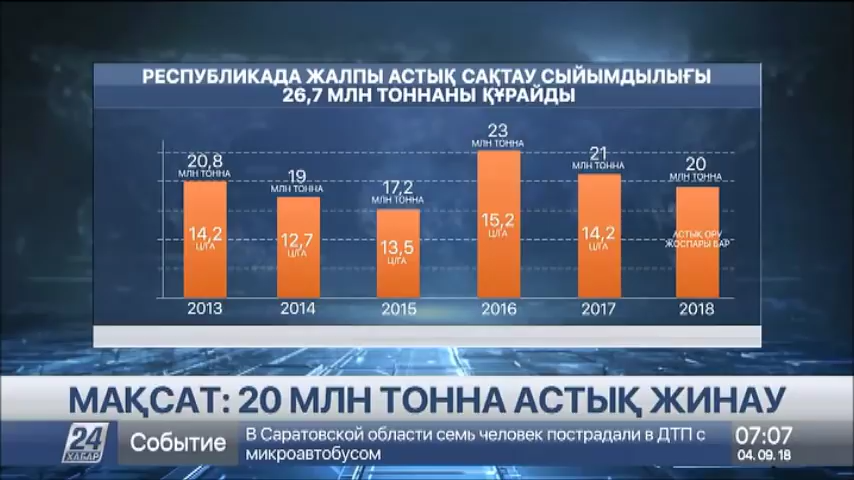 РЕСПУБЛИКАДА ЖАЛПЫ АСТЫҚ САҚТАУ СЫЙЫМДЫЛЫҒЫ
26,7 МЛН ТОННАНЫ ҚҰРАЙДЫ
20,8
МЛН ТОННА
19
МЛН ТОННА
17,2
МЛН ТОННА
23
МЛН ТОННА
21
МЛН ТОННА
20
МЛН ТОННА
14,2
Ц/ГА
12,7
Ц/ГА
13,5
Ц/ГА
15,2
Ц/ГА
14,2
Ц/ГА
АСТЫҚ ОРУ
ЖОСПАРЫ БАР
2013
2014
2015
2016
2017
2018
МАҚСАТ: 20 МЛН ТОННА АСТЫҚ ЖИНАУ
24
ХАБАР
Событие
В Саратовской области семь человек пострадали в ДТП с
микроавтобусом
07:07
04.09.18